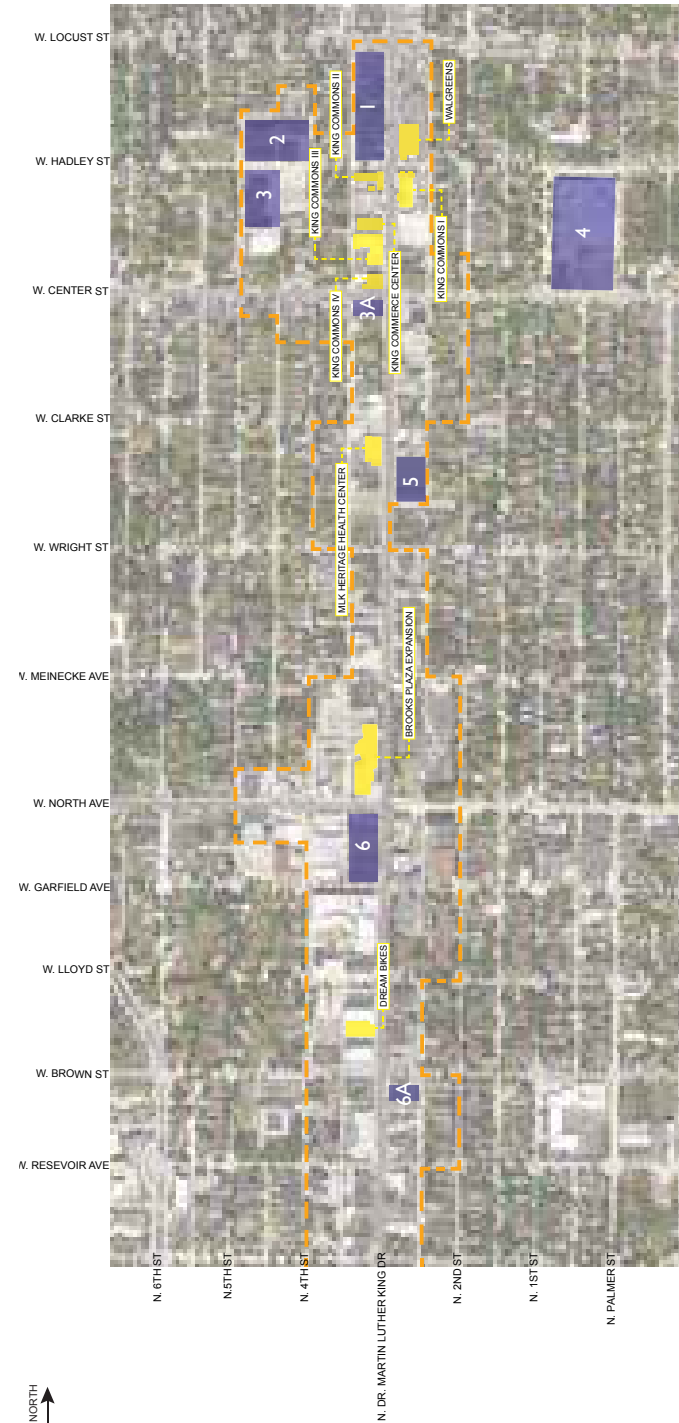 W. LOCUST ST
W. HADLEY ST
W. CENTER ST
W. CLARKE ST
W. WRIGHT ST
W. MEINECKE AVE
W. NORTH AVE
W. GARFIELD AVE
W. LLOYD ST
W. BROWN ST
W. RESEVOIR AVE
1
2
3
KING COMMONS II
KING COMMONS III
WALGREENS
KING COMMONS I
4
KING COMMONS IV
3A
KING COMMERCE CENTER
MLK HERITAGE HEALTH CENTER
5
BROOKS PLAZA EXPANSION
6
DREAM BIKES
6A
N. 6TH ST
N.5TH ST
N. 4TH ST
N. DR. MARTIN LUTHER KING DR
N. 2ND ST
N. 1ST ST
N. PALMER ST
NORTH